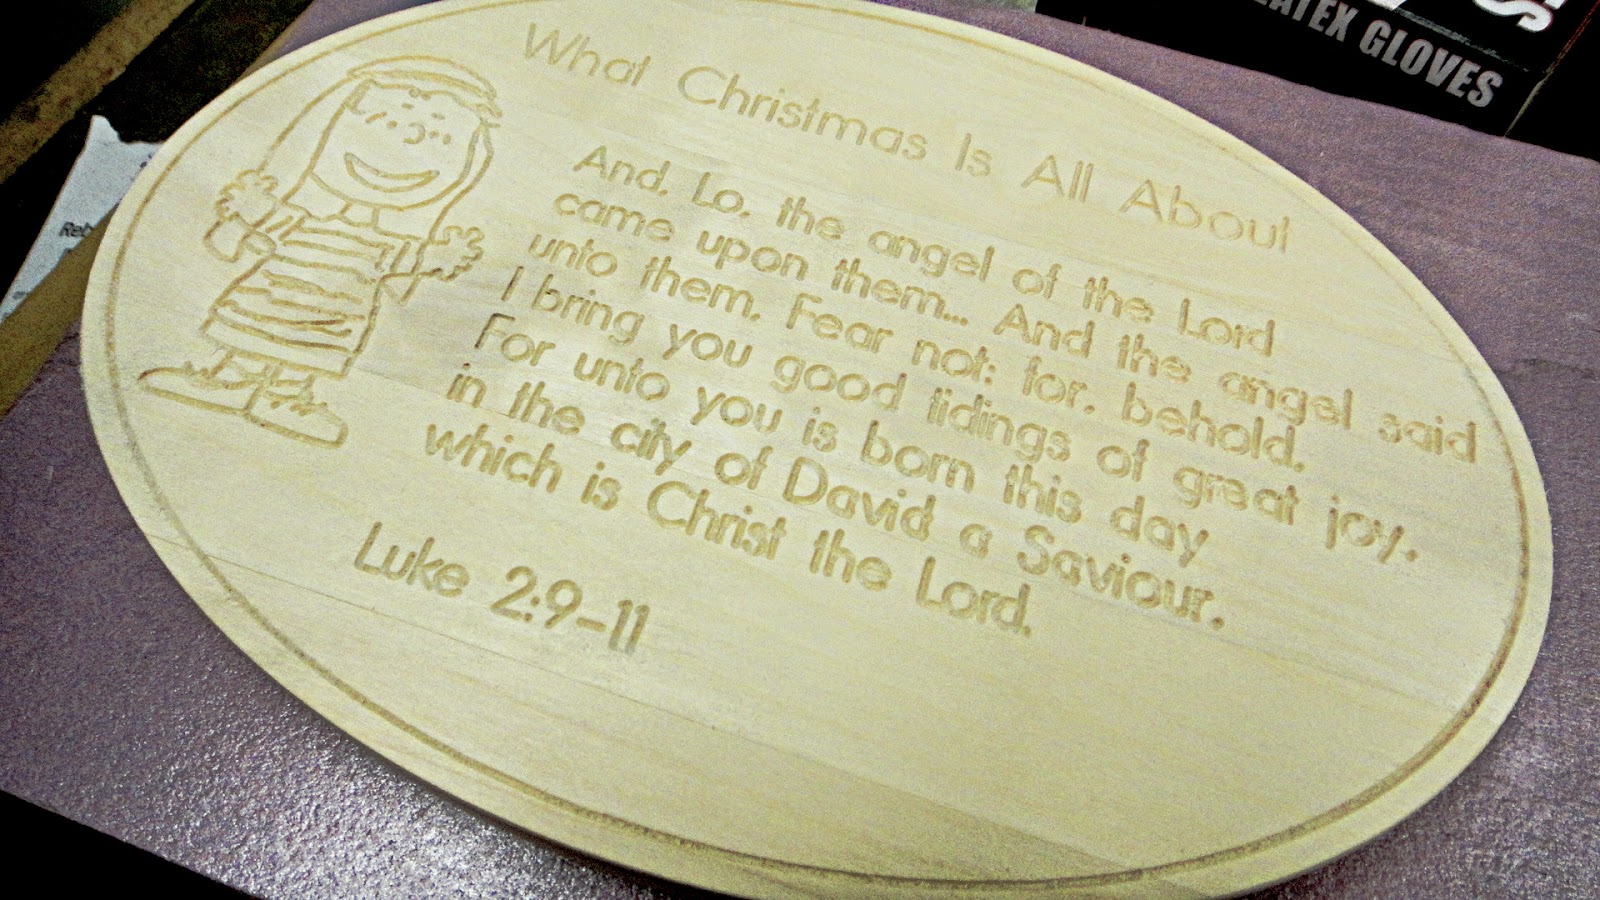 LATEX GLOVES
Reb
What Christmas Is All About
And, Lo, the angel of the Lord
came upon them... And the angel said
unto them, Fear not: for, behold,
I bring you good tidings of great joy.
For unto you is born this day
in the city of David a Saviour,
which is Christ the Lord.
Luke 2:9-11